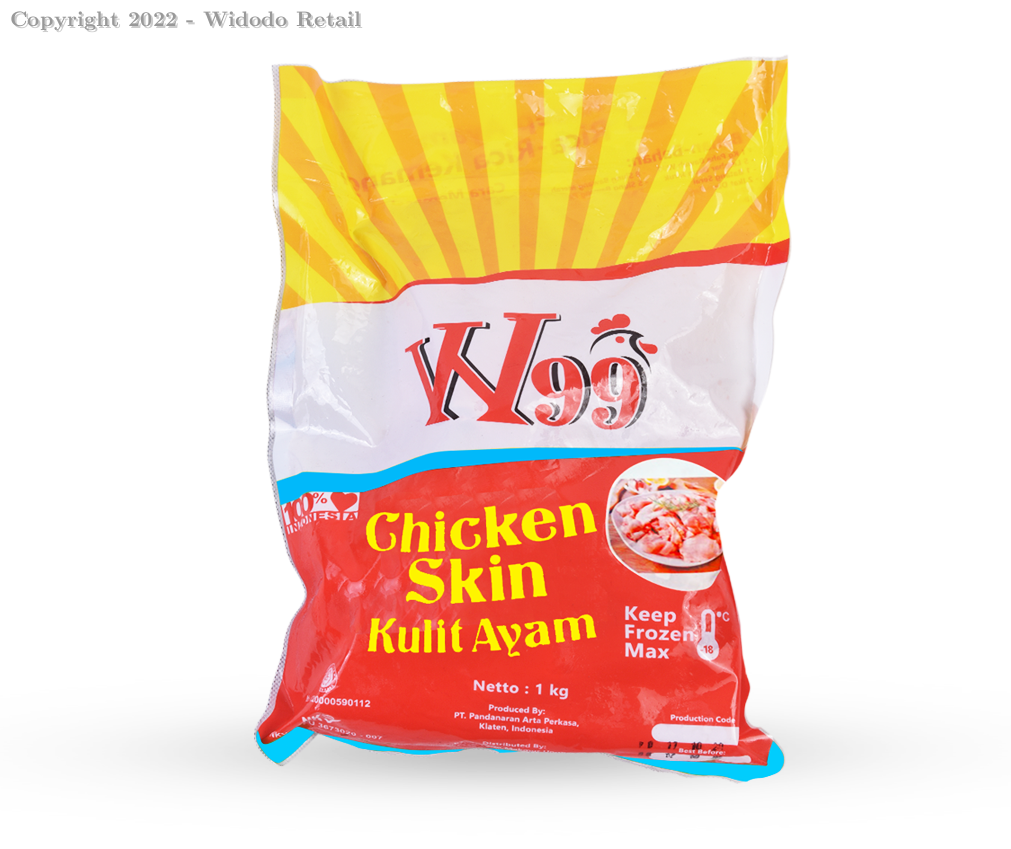 Copyright 2022 - Widodo Retail
W99
100%
INDONESIA
Chicken
Skin
Kulit Ayam
Keep
Frozen
Max
°C
-18
Netto : 1 kg
Produced By:
PT. Pandanaran Arta Perkasa,
Klaten, Indonesia
Distributed By:
Production Code
Best Before: